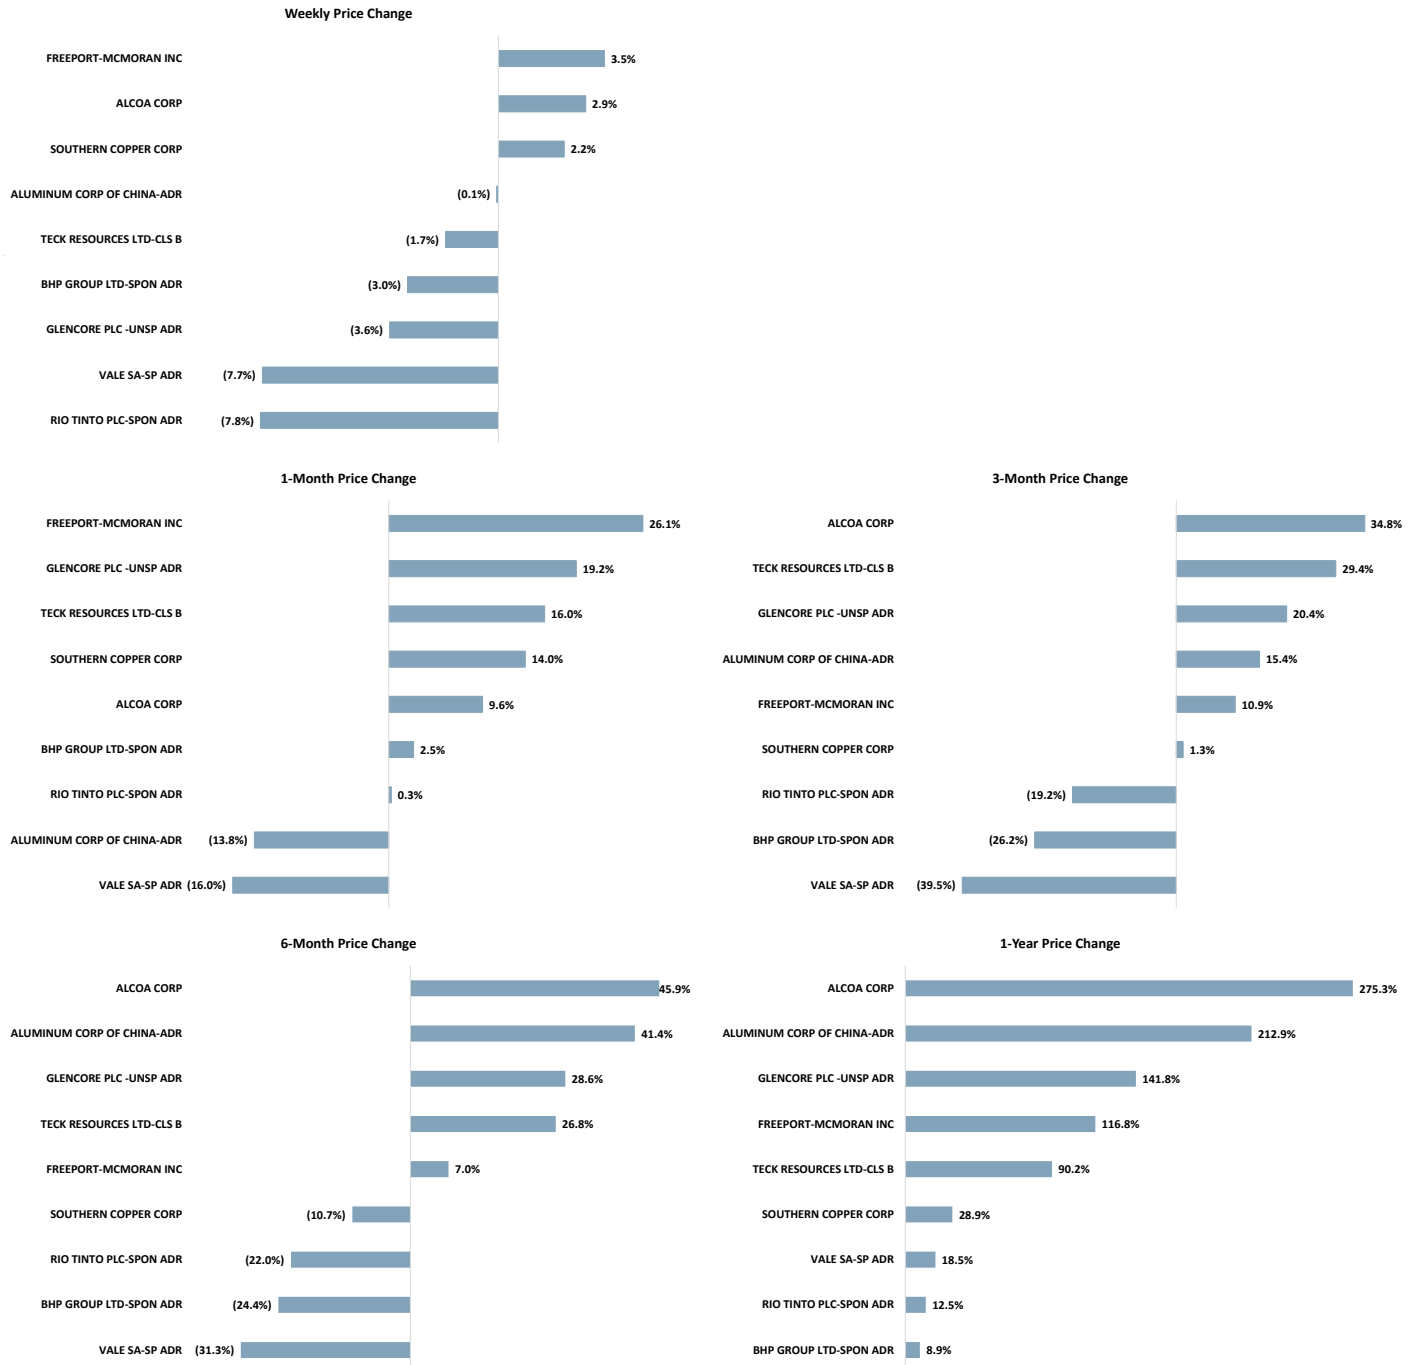 Weekly Price Change
FREEPORT-MCMORAN INC 3.5%
ALCOA CORP 2.9%
SOUTHERN COPPER CORP 2.2%
ALUMINUM CORP OF CHINA-ADR (0.1%)
TECK RESOURCES LTD-CLS B (1.7%)
BHP GROUP LTD-SPON ADR (3.0%)
GLENCORE PLC -UNSP ADR (3.6%)
VALE SA-SP ADR (7.7%)
RIO TINTO PLC-SPON ADR (7.8%)
1-Month Price Change
FREEPORT-MCMORAN INC 26.1%
GLENCORE PLC -UNSP ADR 19.2%
TECK RESOURCES LTD-CLS B 16.0%
SOUTHERN COPPER CORP 14.0%
ALCOA CORP 9.6%
BHP GROUP LTD-SPON ADR 2.5%
RIO TINTO PLC-SPON ADR 0.3%
ALUMINUM CORP OF CHINA-ADR (13.8%)
VALE SA-SP ADR (16.0%)
3-Month Price Change
ALCOA CORP 34.8%
TECK RESOURCES LTD-CLS B 29.4%
GLENCORE PLC -UNSP ADR 20.4%
ALUMINUM CORP OF CHINA-ADR 15.4%
FREEPORT-MCMORAN INC 10.9%
SOUTHERN COPPER CORP 1.3%
RIO TINTO PLC-SPON ADR (19.2%)
BHP GROUP LTD-SPON ADR (26.2%)
VALE SA-SP ADR (39.5%)
6-Month Price Change
ALCOA CORP 45.9%
ALUMINUM CORP OF CHINA-ADR 41.4%
GLENCORE PLC -UNSP ADR 28.6%
TECK RESOURCES LTD-CLS B 26.8%
FREEPORT-MCMORAN INC 7.0%
SOUTHERN COPPER CORP (10.7%)
RIO TINTO PLC-SPON ADR (22.0%)
BHP GROUP LTD-SPON ADR (24.4%)
VALE SA-SP ADR (31.3%)
1-Year Price Change
ALCOA CORP 275.3%
ALUMINUM CORP OF CHINA-ADR 212.9%
GLENCORE PLC -UNSP ADR 141.8%
FREEPORT-MCMORAN INC 116.8%
TECK RESOURCES LTD-CLS B 90.2%
SOUTHERN COPPER CORP 28.9%
VALE SA-SP ADR 18.5%
RIO TINTO PLC-SPON ADR 12.5%
BHP GROUP LTD-SPON ADR 8.9%